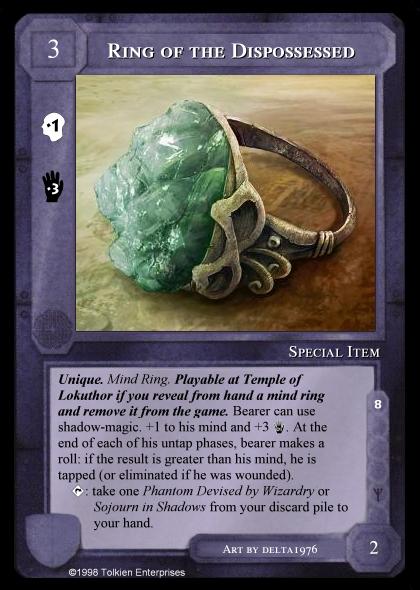 3
RING OF THE DISPOSSESSED
1
3
SPECIAL ITEM
Unique. Mind Ring. Playable at Temple of
Lokuthor if you reveal from hand a mind ring
and remove it from the game. Bearer can use
shadow-magic. +1 to his mind and +3 . At the
end of each of his untap phases, bearer makes a
roll: if the result is greater than his mind, he is
tapped (or eliminated if he was wounded).
: take one Phantom Devised by Wizardry or
Sojourn in Shadows from your discard pile to
your hand.
8
ART BY DELTA1976
2
©1998 Tolkien Enterprises